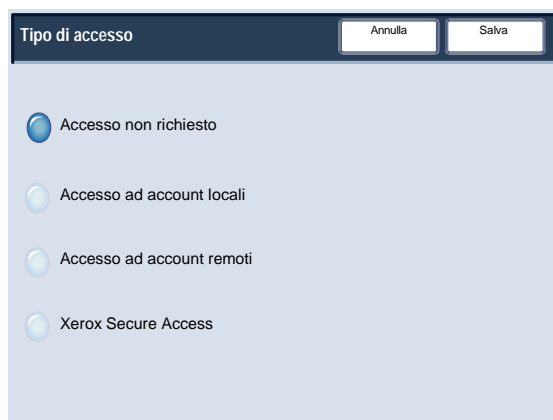 Tipo di accesso
Annulla
Salva
Accesso non richiesto
Accesso ad account locali
Accesso ad account remoti
Xerox Secure Access